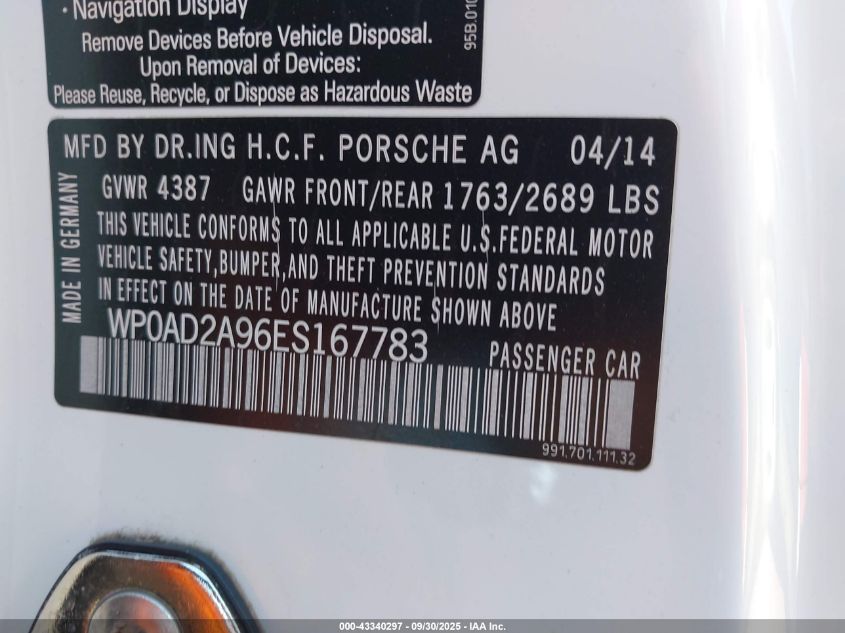 · Navigation Display
Remove Devices Before Vehicle Disposal.
Upon Removal of Devices:
Please Reuse, Recycle, or Dispose as Hazardous Waste
95B.010
MFD BY DR.ING H.C.F. PORSCHE AG 04/14
GVWR 4387 GAWR FRONT/REAR 1763/2689 LBS
THIS VEHICLE CONFORMS TO ALL APPLICABLE U.S.FEDERAL MOTOR
VEHICLE SAFETY,BUMPER,AND THEFT PREVENTION STANDARDS
IN EFFECT ON THE DATE OF MANUFACTURE SHOWN ABOVE
MADE IN GERMANY
WP0AD2A96ES167783
PASSENGER CAR
991.701.111.32
000-43340297 - 09/30/2025 - IAA Inc.